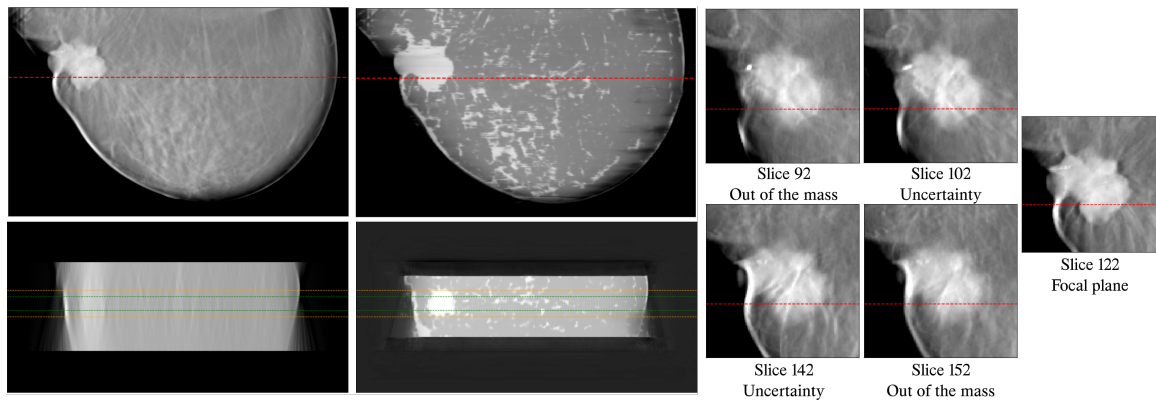 Slice 92
Out of the mass
Slice 102
Uncertainty
Slice 122
Focal plane
Slice 142
Uncertainty
Slice 152
Out of the mass